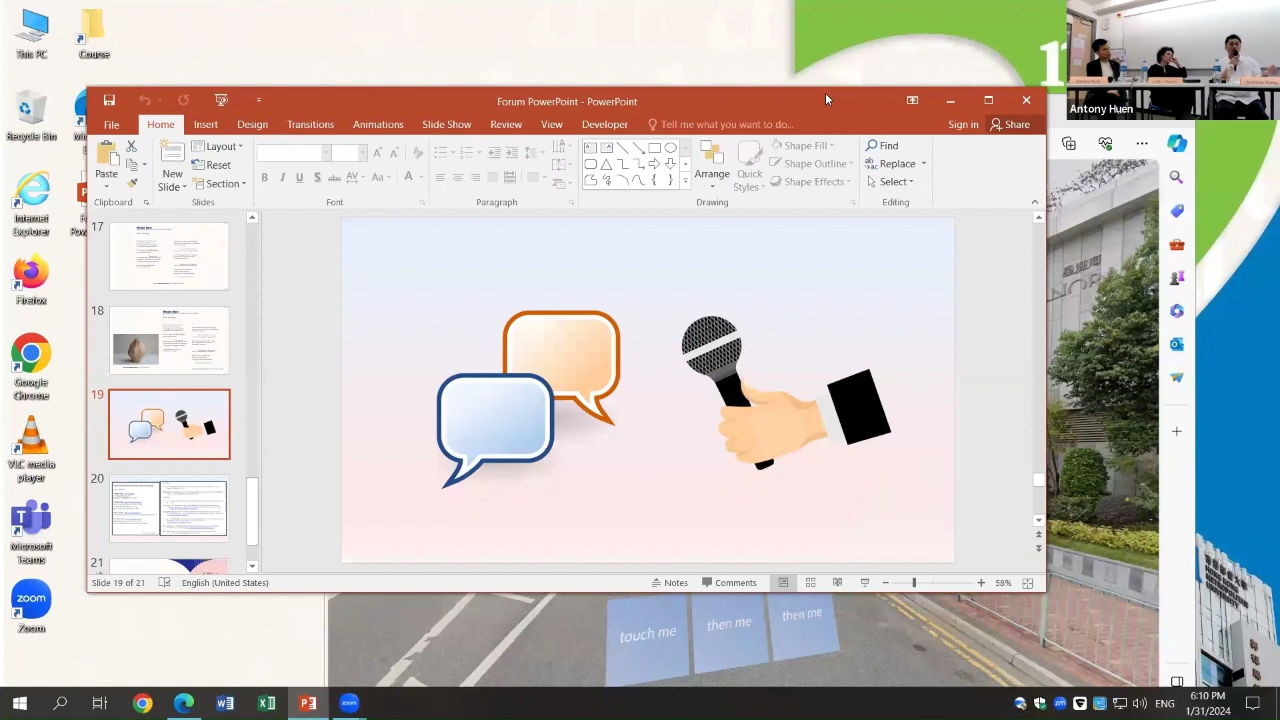 This PC
Course
Recycle Bin
Internet
Explorer
Firefox
Google
Chrome
VLC media
player
Microsoft
Teams
zoom
Zoom
Forum PowerPoint - PowerPoint
File
Home
Insert
Design
Transitions
Animations
Slide Show
Review
View
Developer
Tell me what you want to do...
Sign in
Share
Paste
Clipboard
New
Slide
Layout
Reset
Section
Slides
B I U S abc AV Aa A
Font
Paragraph
Arrange
Quick
Styles
Shape Fill
Shape Outline
Shape Effects
Drawing
Find
Replace
Select
Editing
Antony Huen
17
18
19
20
21
Slide 19 of 21
English (United States)
Notes
Comments
58%
touch me
then me
then me
6:10 PM
ENG
1/31/2024